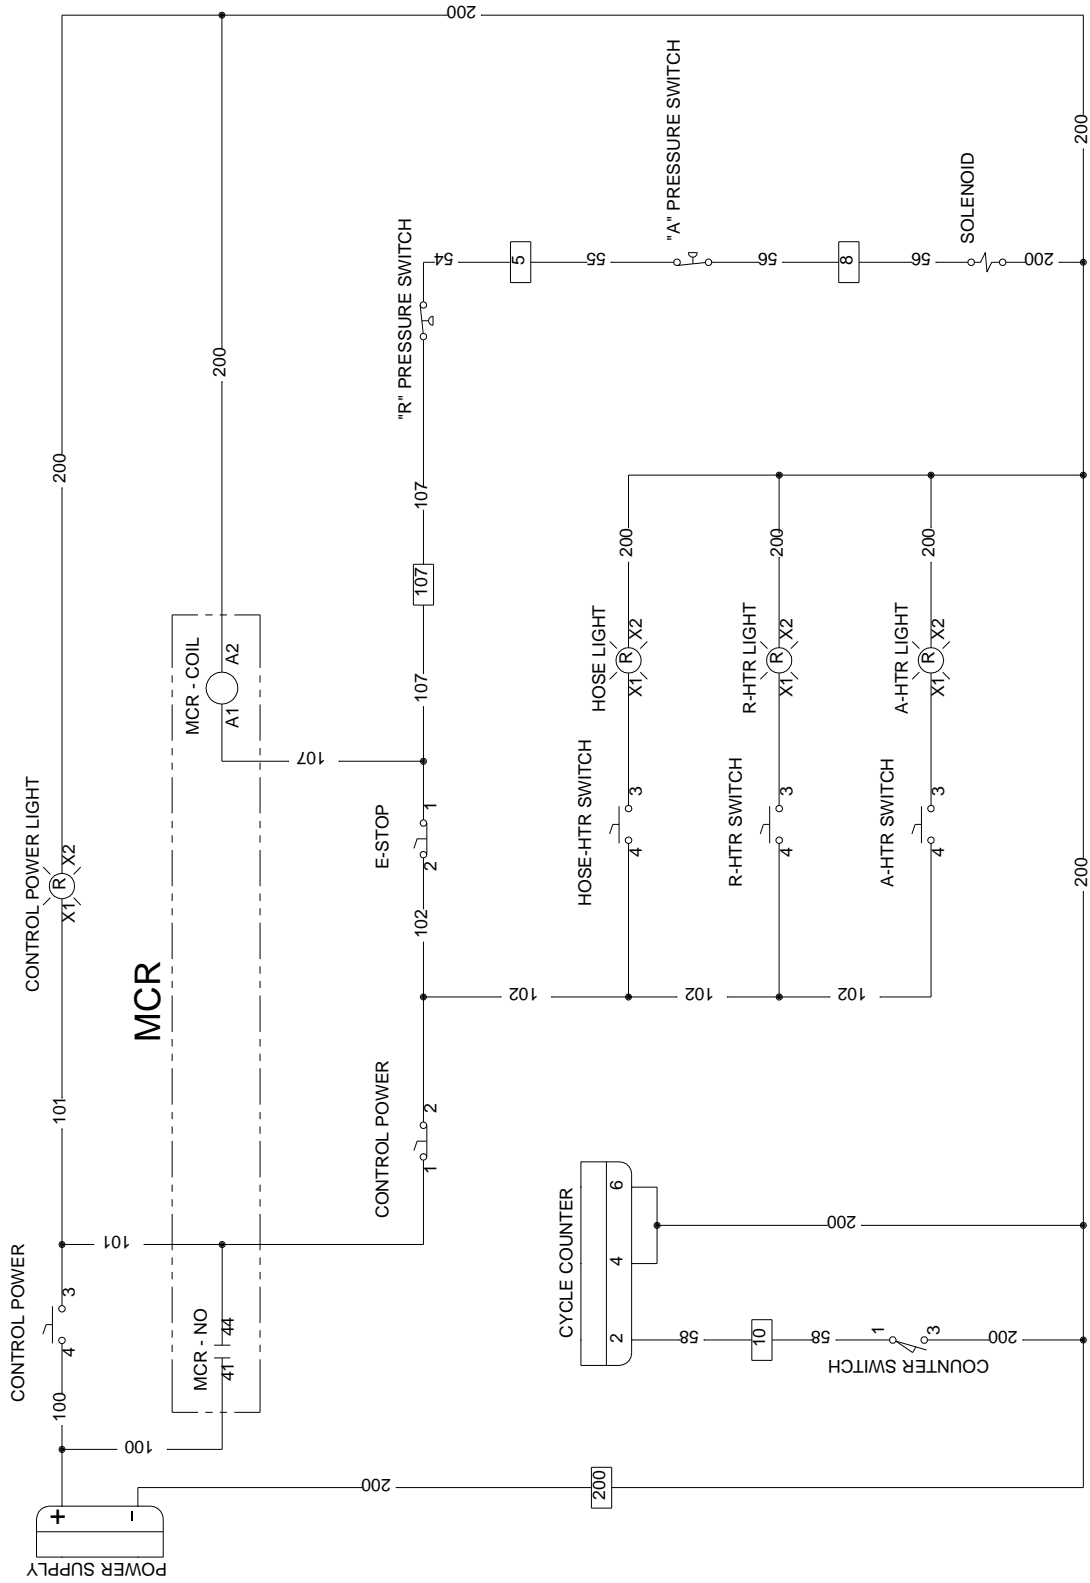 POWER SUPPLY
+
-
100
CONTROL POWER
4
3
101
CONTROL POWER LIGHT
X1
R
X2
200
200
100
101
MCR
MCR - NO
41
44
MCR - COIL
A1
A2
200
107
CONTROL POWER
1
2
102
E-STOP
2
1
107
107
107
"R" PRESSURE SWITCH
54
5
55
"A" PRESSURE SWITCH
56
8
56
SOLENOID
200
200
200
CYCLE COUNTER
2
4
6
58
10
58
1
3
COUNTER SWITCH
200
200
102
HOSE-HTR SWITCH
4
3
HOSE LIGHT
X1
R
X2
200
102
R-HTR SWITCH
4
3
R-HTR LIGHT
X1
R
X2
200
102
A-HTR SWITCH
4
3
A-HTR LIGHT
X1
R
X2
200
200
200